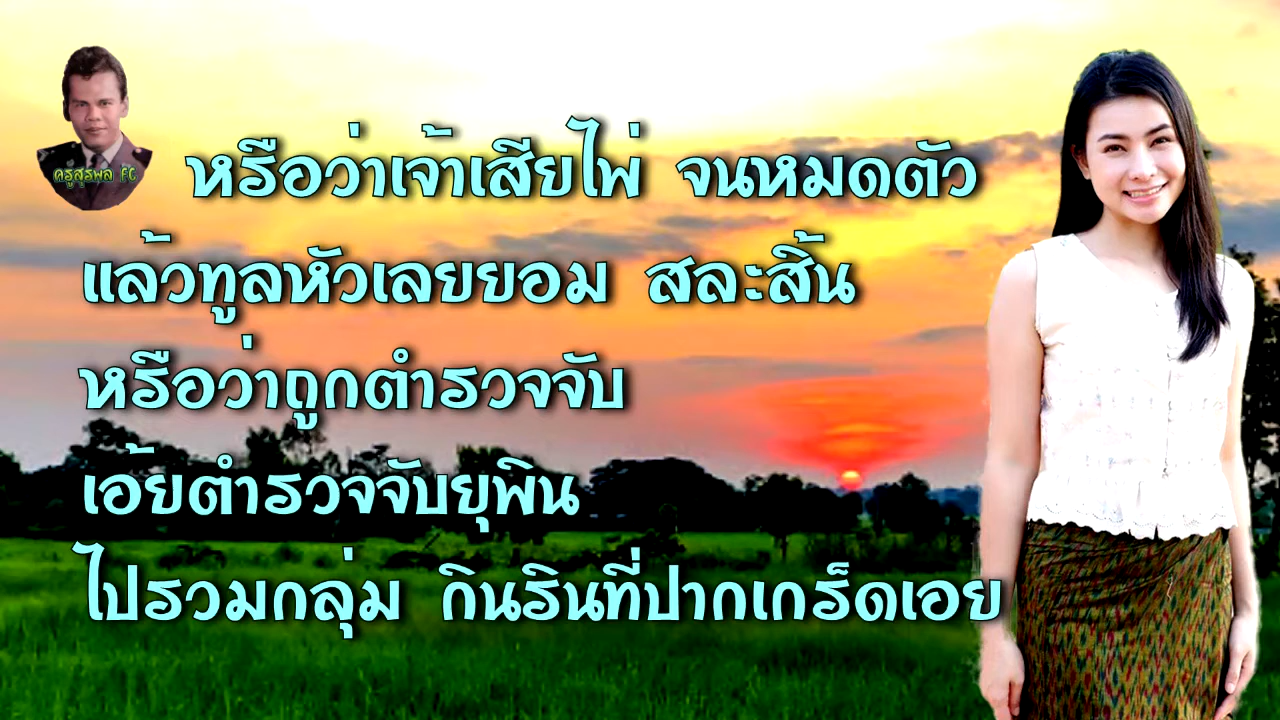 ครูสุรพล FC
หรือว่าเจ้าเสียไพ่ จนหมดตัว
แล้วทูลหัวเลยยอม สละสิ้น
หรือว่าถูกตำรวจจับ
เอ้ยตำรวจจับยุพิน
ไปรวมกลุ่ม กินรินที่ปากเกร็ดเอย